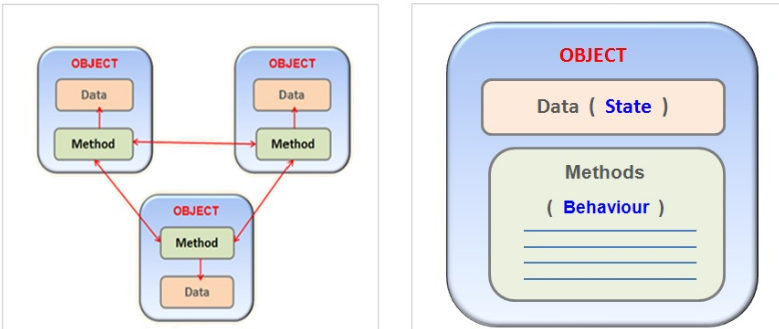 OBJECT
Data
Method
OBJECT
Data
Method
OBJECT
Method
Data
OBJECT
Data ( State )
Methods
( Behaviour )